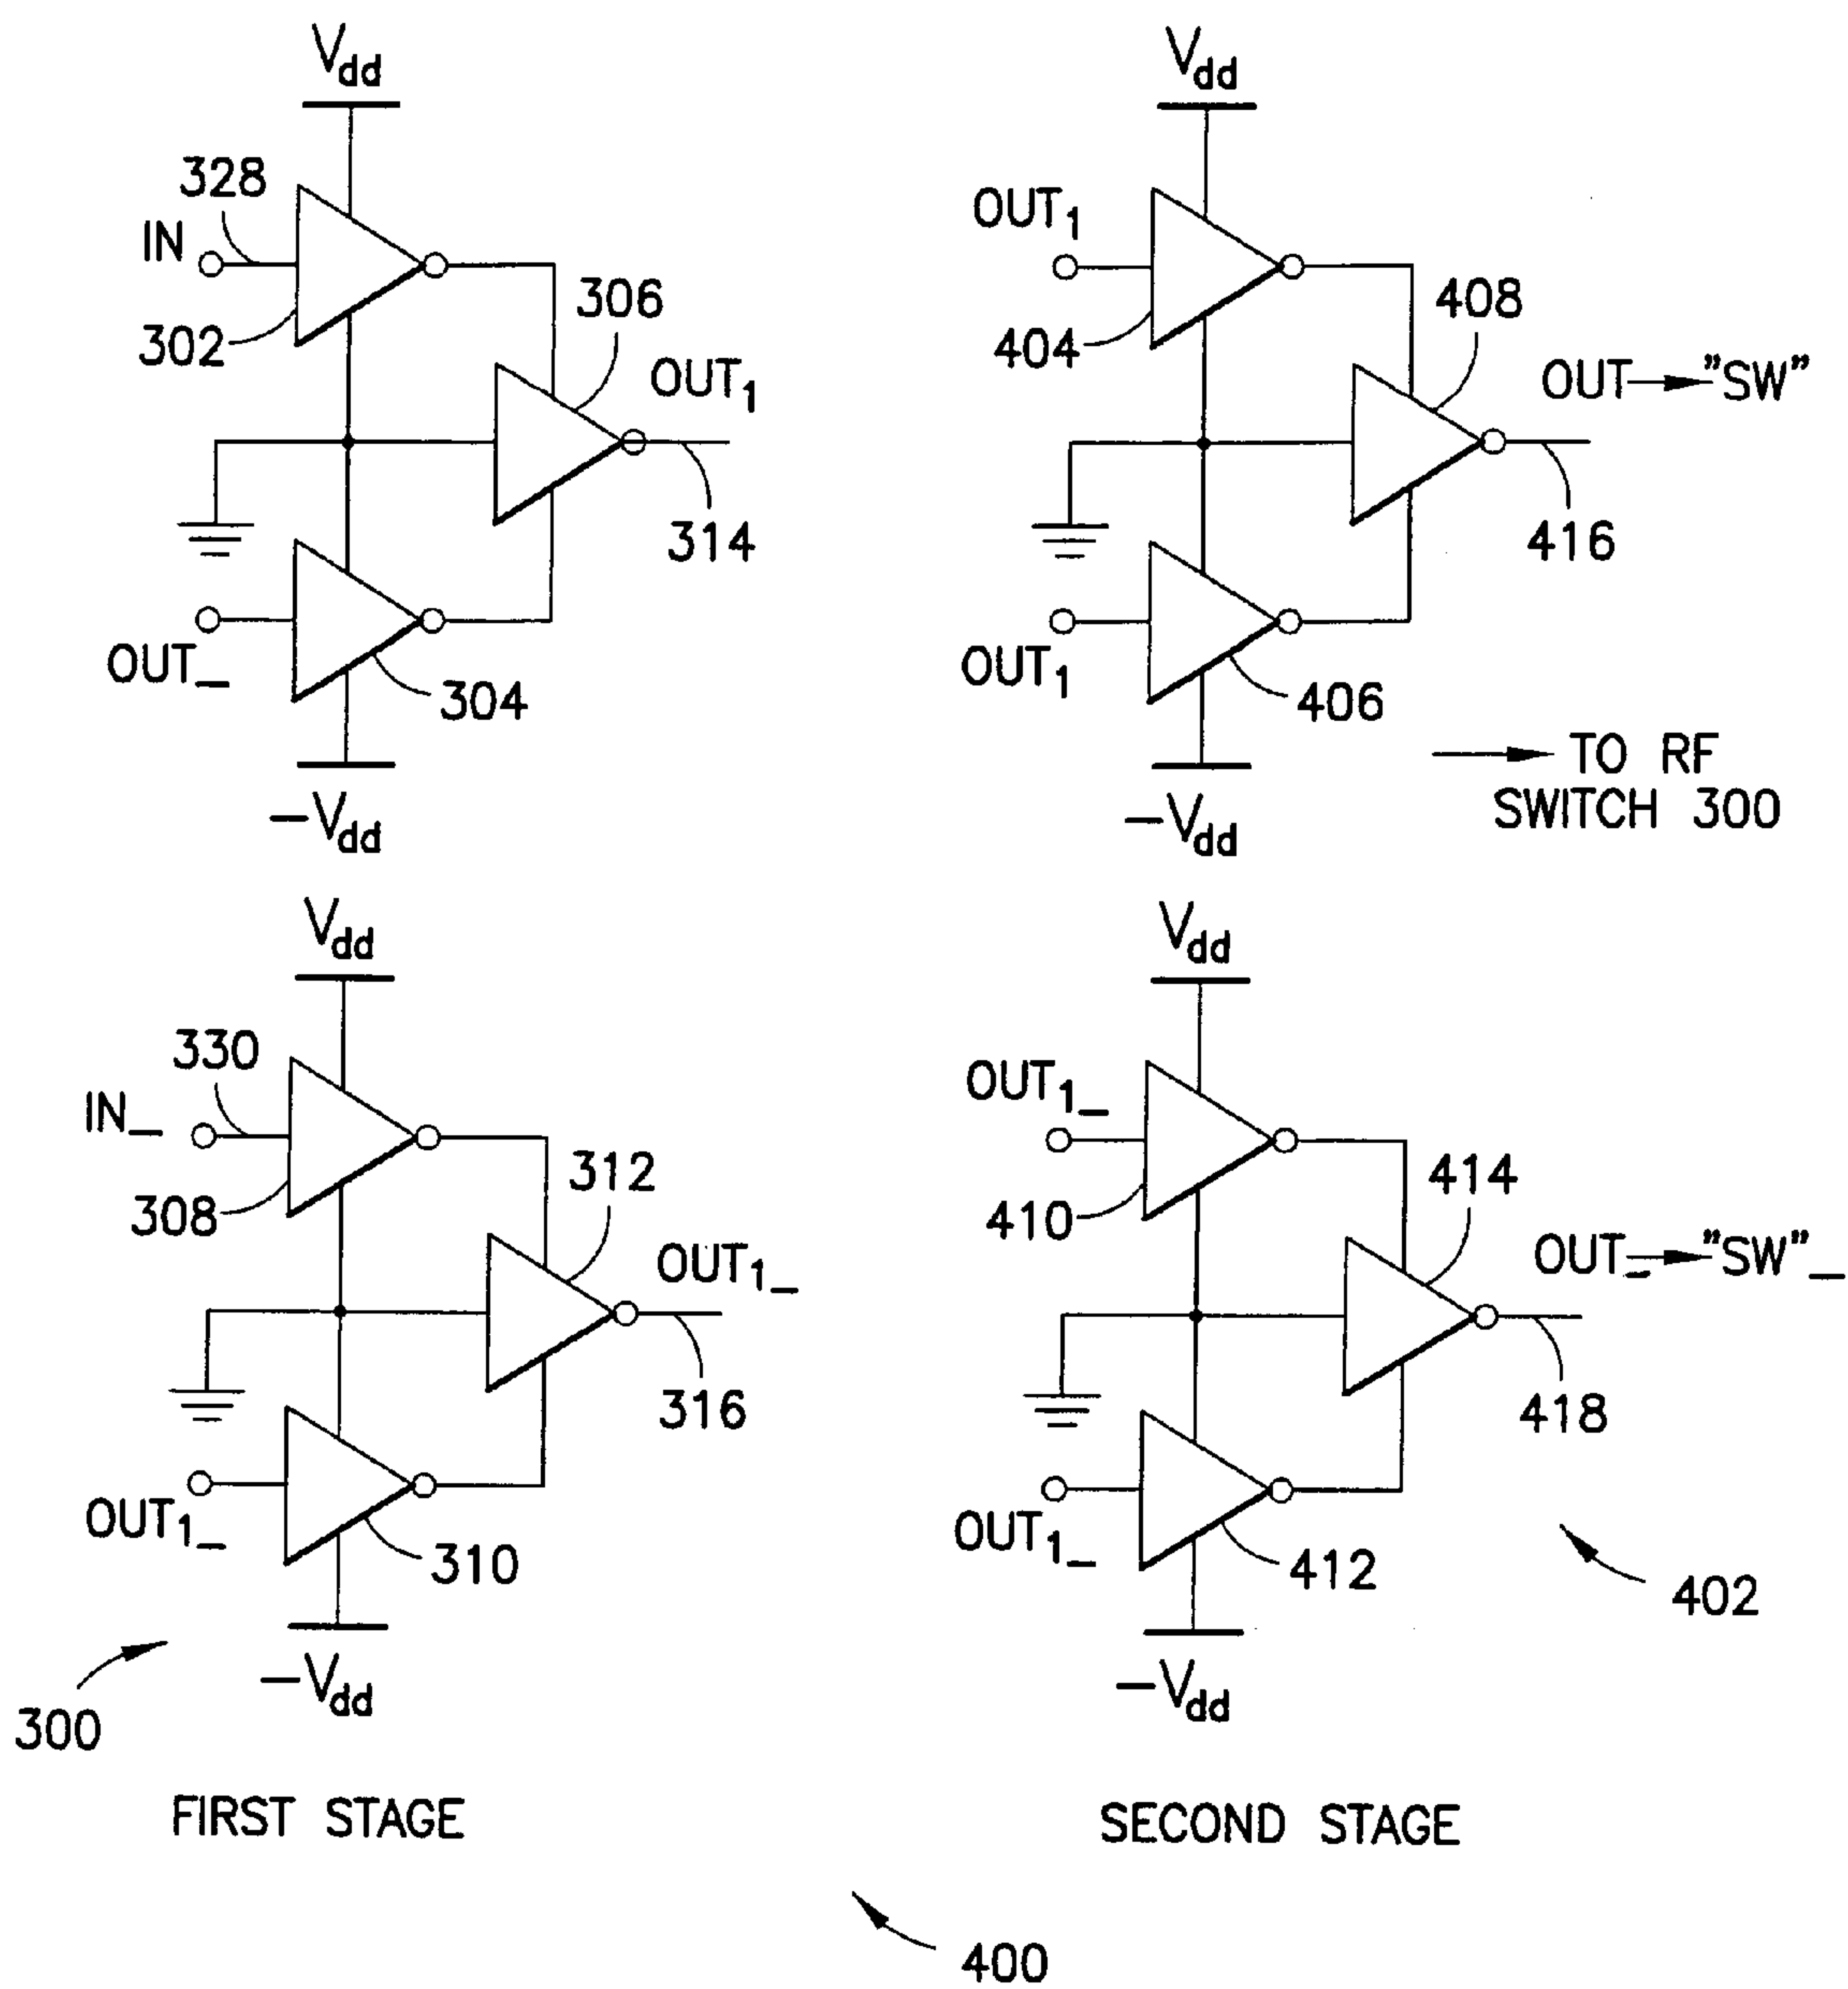 Vdd
328
IN
302
306
OUT1
314
OUT_
304
-Vdd
Vdd
OUT1
404
408
OUT → "SW"
416
OUT1
406
-Vdd
→ TO RF
SWITCH 300
Vdd
330
IN_
308
312
OUT1_
316
OUT1_
310
-Vdd
300
FIRST STAGE
Vdd
OUT1_
410
414
OUT_ → "SW"_
418
OUT1_
412
402
-Vdd
SECOND STAGE
400